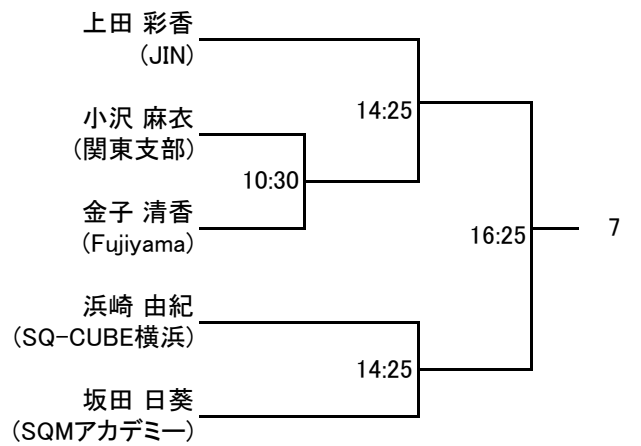 上田 彩香
(JIN)
14:25
小沢 麻衣
(関東支部)
10:30
金子 清香
(Fujiyama)
16:25
7
浜崎 由紀
(SQ-CUBE横浜)
14:25
坂田 日葵
(SQMアカデミー)